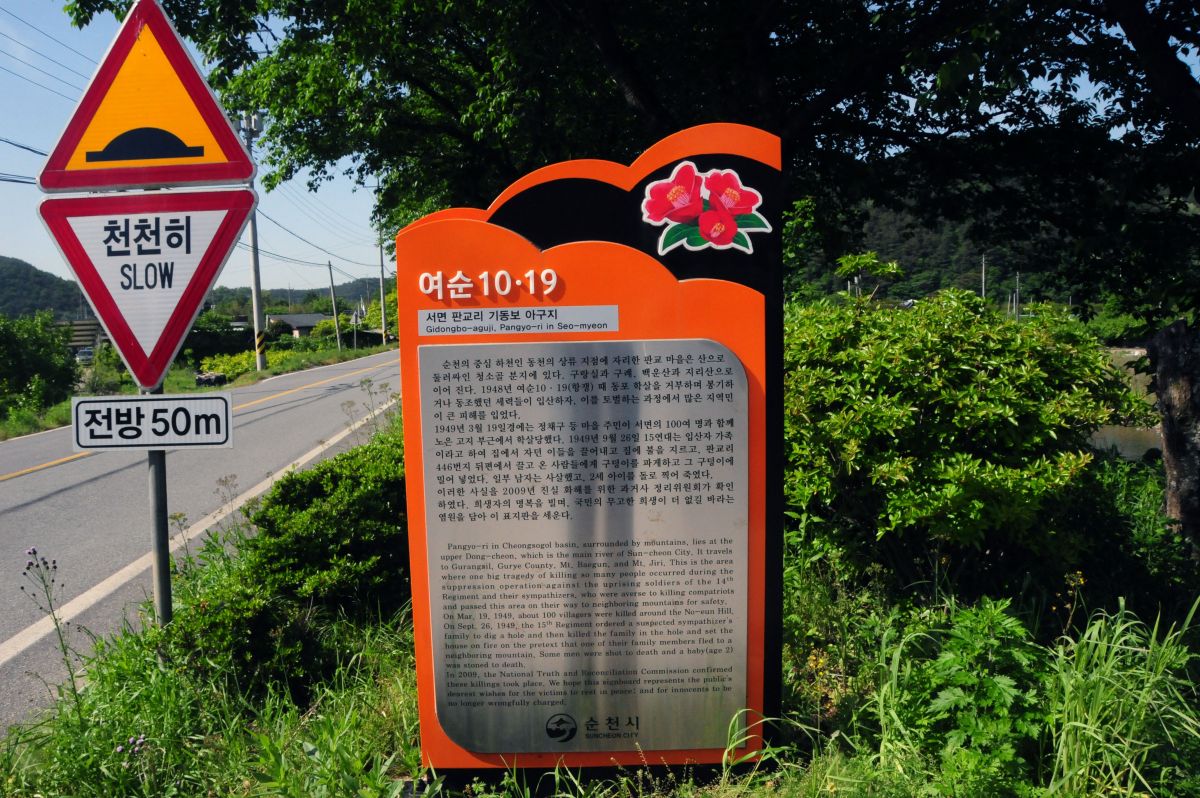 천천히
SLOW
전방 50m
여순10·19
서면 판교리 기동보 아구지
Gidongbo-aguji, Pangyo-ri in Seo-myeon
순천의 중심 하천인 동천의 상류 지점에 자리한 판교 마을은 산으로
둘러싸인 청소골 분지에 있다. 구랑실과 구례, 백운산과 지리산으로
이어 진다. 1948년 여순10·19(항쟁) 때 동포 학살을 거부하며 봉기하
거나 동조했던 세력들이 입산하자, 이를 토벌하는 과정에서 많은 지역민
이 큰 피해를 입었다.
1949년 3월 19일경에는 정채구 등 마을 주민이 서면의 100여 명과 함께
노은 고지 부근에서 학살당했다. 1949년 9월 26일 15연대는 입산자 가족
이라고 하여 집에서 자던 이들을 끌어내고 집에 불을 지르고, 판교리
446번지 뒤편에서 끌고 온 사람들에게 구덩이를 파게하고 그 구덩이에
밀어 넣었다. 일부 남자는 사살했고, 2세 아이를 돌로 찍어 죽였다.
이러한 사실을 2009년 진실 화해를 위한 과거사 정리위원회가 확인
하였다. 희생자의 명복을 빌며, 국민의 무고한 희생이 더 없길 바라는
염원을 담아 이 표지판을 세운다.
Pangyo-ri in Cheongsogol basin, surrounded by mountains, lies at the
upper Dong-cheon, which is the main river of Sun-cheon City. It travels
to Gurangsil, Gurye County, Mt, Baegun, and Mt, Jiri. This is the area
where one big tragedy of killing so many people occurred during the
suppression operation against the uprising soldiers of the 14th
Regiment and their sympathizers, who were averse to killing compatriots
and passed this area on their way to neighboring mountains for safety.
On Mar, 19, 1949, about 100 villagers were killed around the No-eun Hill.
On Sept. 26, 1949, the 15th Regiment ordered a suspected sympathizer's
family to dig a hole and then killed the family in the hole and set the
house on fire on the pretext that one of their family members fled to a
neighboring mountain. Some men were shot to death and a baby(age 2)
was stoned to death.
In 2009, the National Truth and Reconciliation Commission confirmed
these killings took place. We hope this signboard represents the public's
dearest wishes for the victims to rest in peace; and for innocents to be
no longer wrongfully charged.
순천시
SUNCHEON CITY